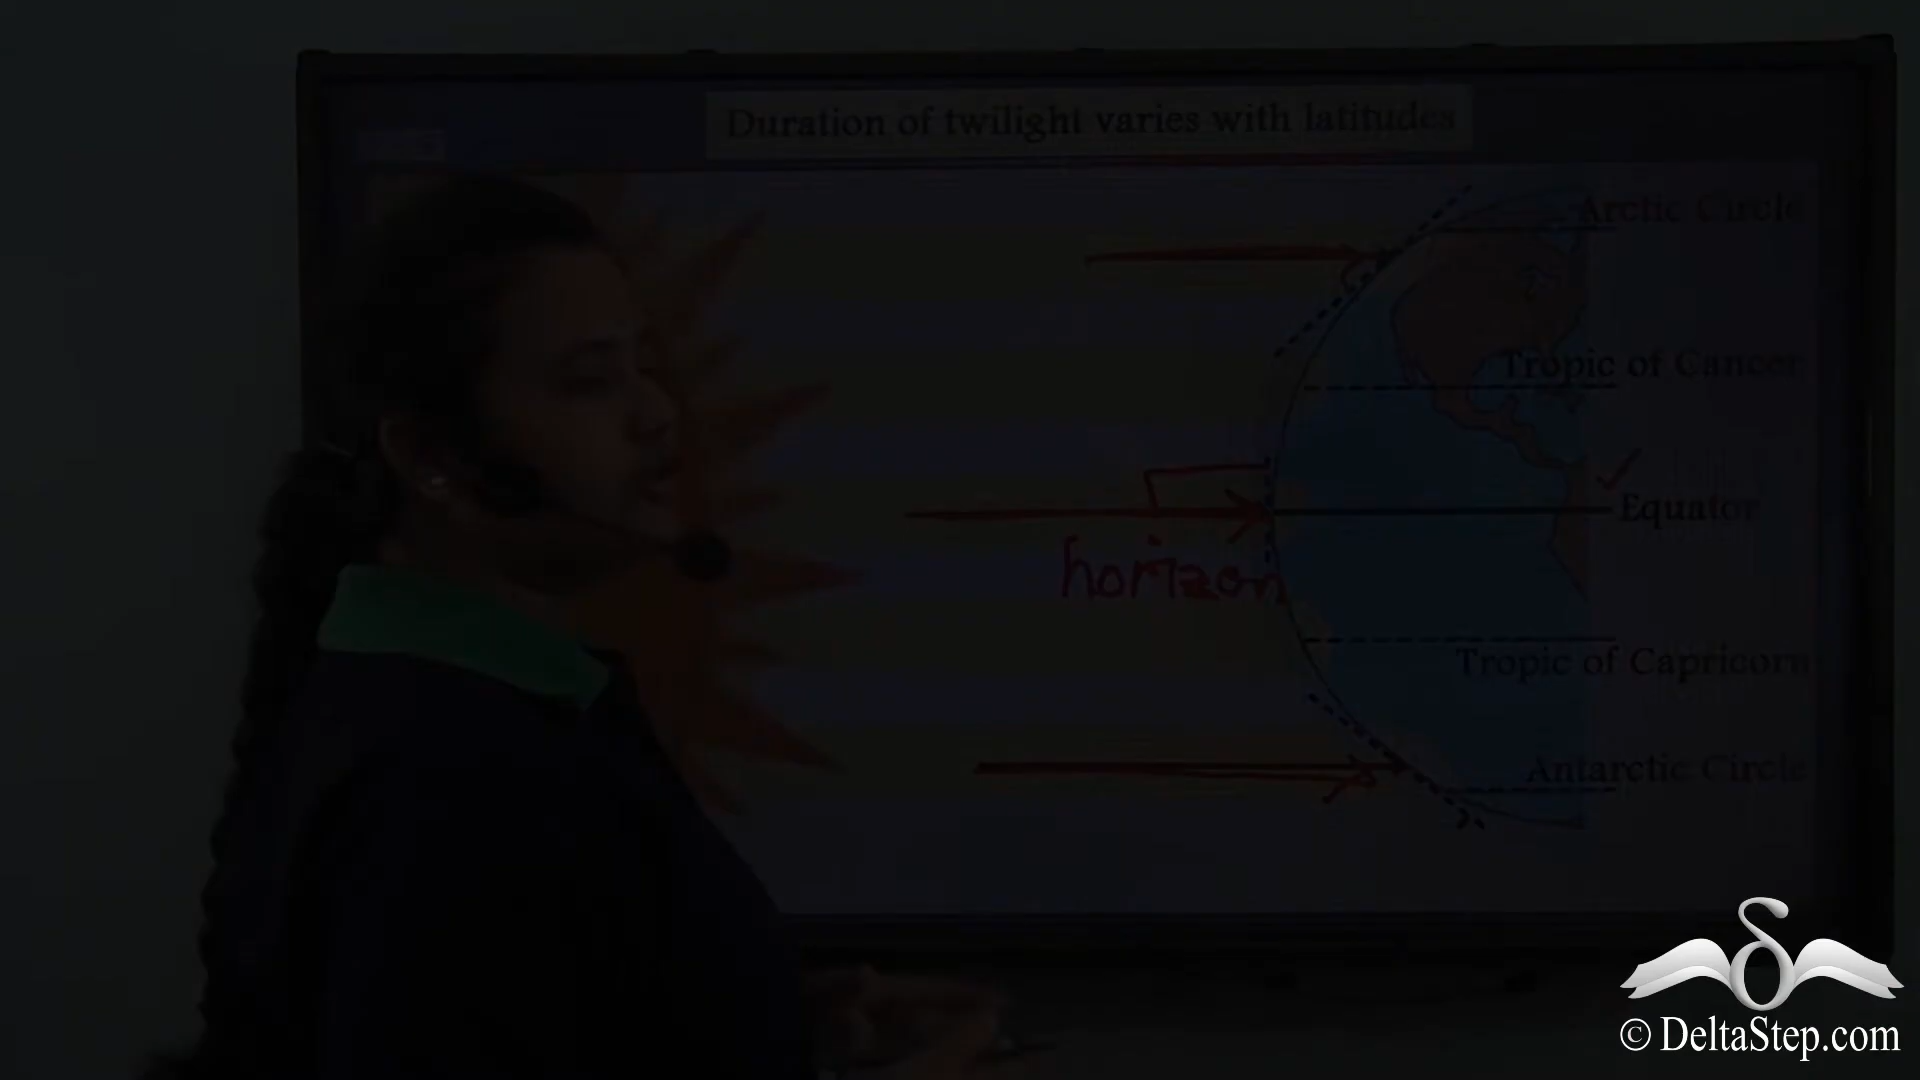 Duration of twilight varies with latitudes
Arctic Circle
Tropic of Cancer
Equator
horizon
Tropic of Capricorn
Antarctic Circle
© DeltaStep.com